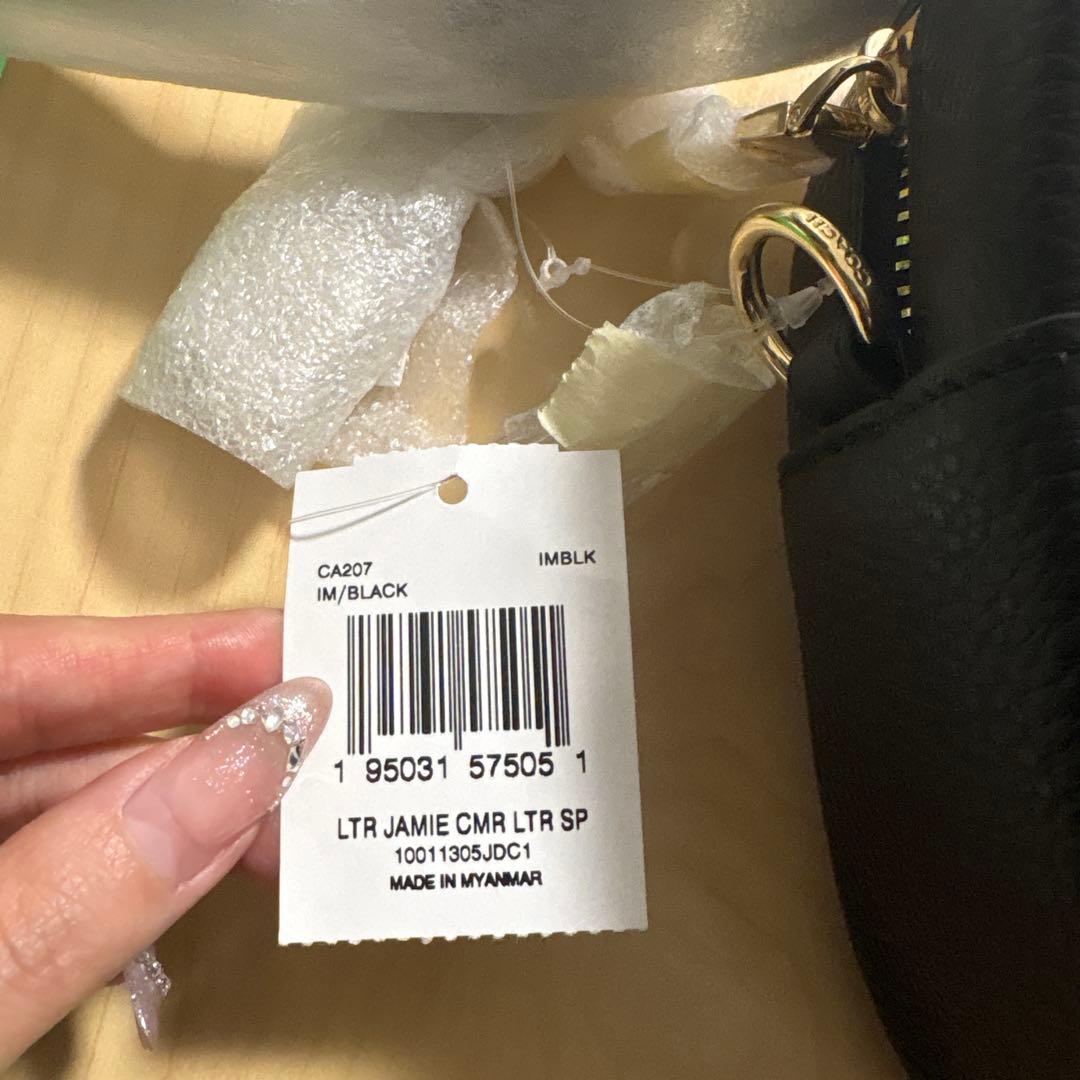 COACH
CA207 IMBLK
IM/BLACK
1 95031 57505 1
LTR JAMIE CMR LTR SP
10011305JDC1
MADE IN MYANMAR